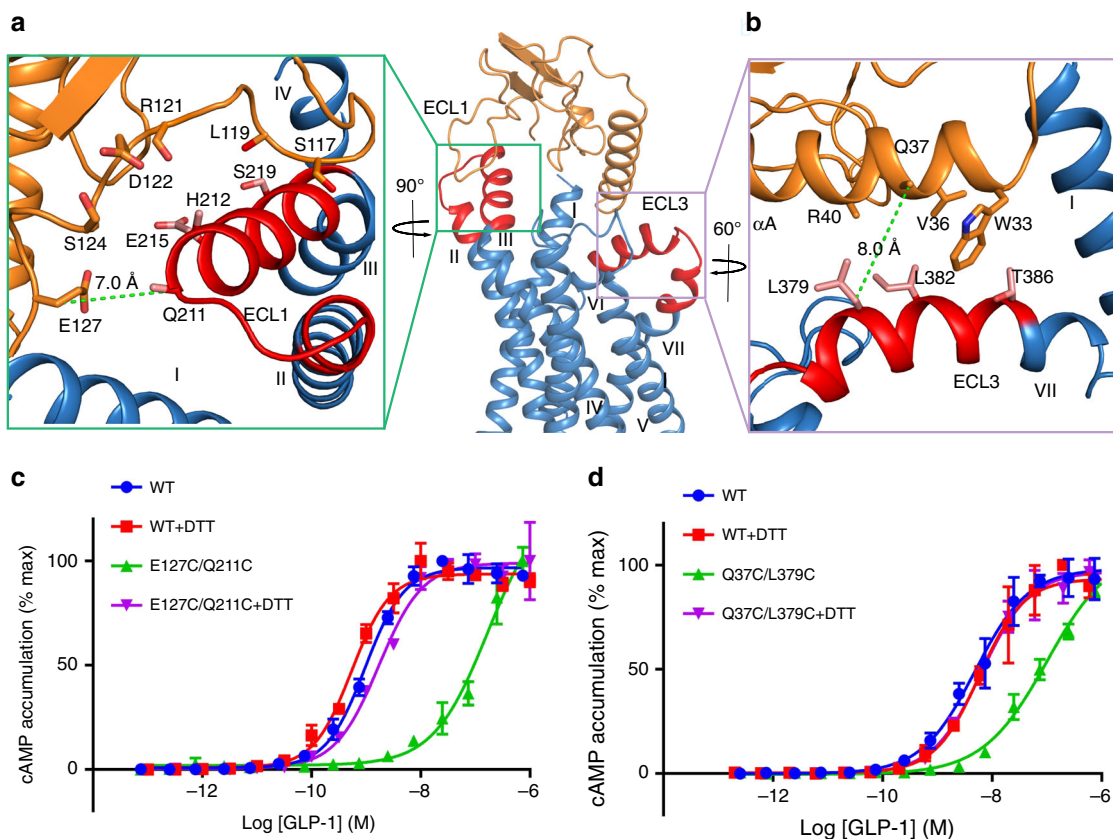 a
b
IV
R121
L119
S117
D122
S219
H212
S124
E215
III
7.0 Å
E127
Q211
ECL1
I
II
ECL1
90°
I
ECL3
60°
II
III
VI
VII
I
IV
V
Q37
I
αA
R40
V36
W33
8.0 Å
L379
L382
T386
ECL3
VII
c
WT
WT+DTT
E127C/Q211C
E127C/Q211C+DTT
cAMP accumulation (% max)
100
50
0
−12
−10
−8
−6
Log [GLP-1] (M)
d
WT
WT+DTT
Q37C/L379C
Q37C/L379C+DTT
cAMP accumulation (% max)
100
50
0
−12
−10
−8
−6
Log [GLP-1] (M)